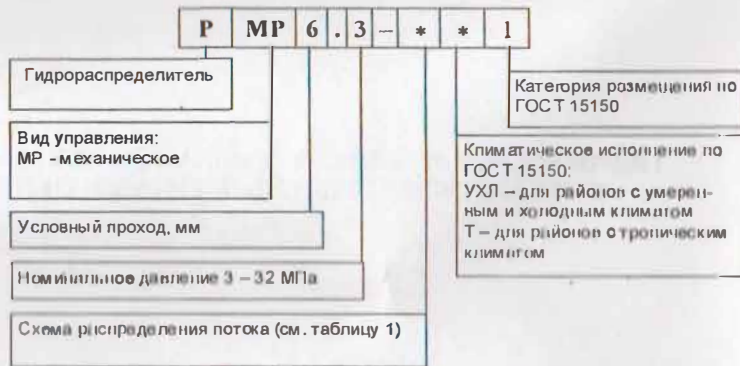 Р МР 6 . 3 - * * 1
Гидрораспределитель
Вид управления:
МР - механическое
Условный проход, мм
Номинальное давление 3 – 32 МПа
Схема распределения потока (см. таблицу 1)
Категория розмещения по
ГОСТ 15150
Климатическое исполнение по
ГОСТ 15150:
УХЛ – для районов с умерен-
ным и холодным климатом
Т – для районов с тропическим
климатом